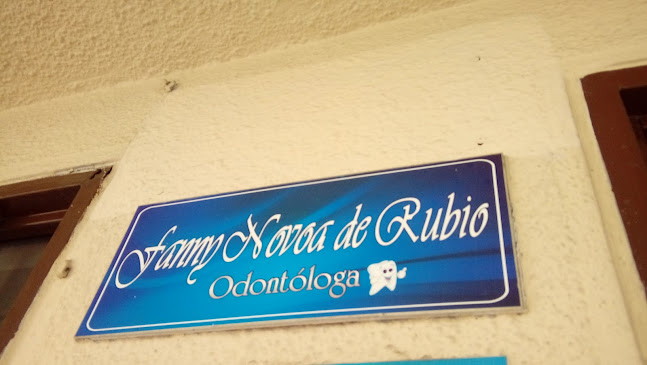 Fanny Novoa de Rubio
Odontóloga